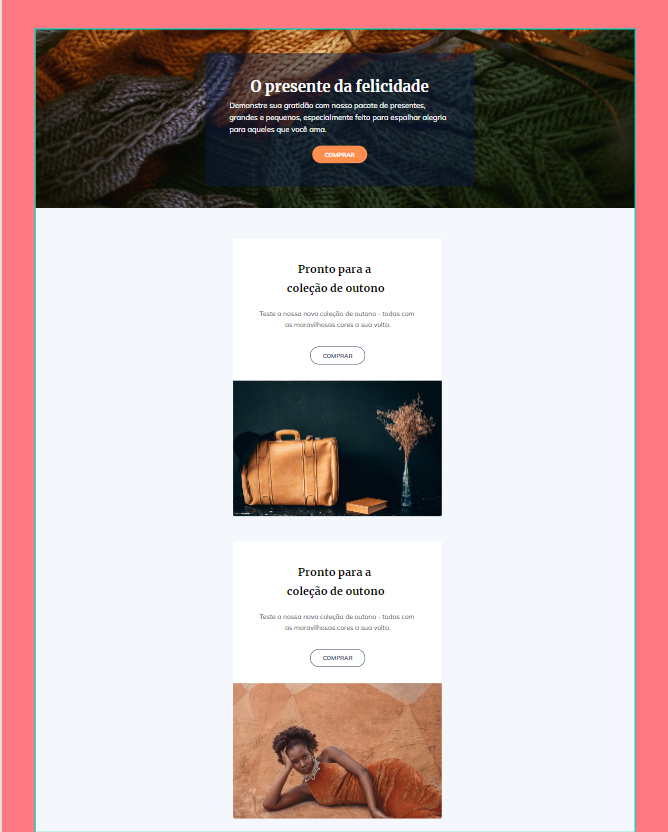 O presente da felicidade
Demonstre sua gratidão com nosso pacote de presentes,
grandes e pequenos, especialmente feito para espalhar alegria
para aqueles que você ama.
COMPRAR
Pronto para a
coleção de outono
Teste a nossa nova coleção de outono - todas com
as maravilhosas cores a sua volta.
COMPRAR
Pronto para a
coleção de outono
Teste a nossa nova coleção de outono - todas com
as maravilhosas cores a sua volta.
COMPRAR